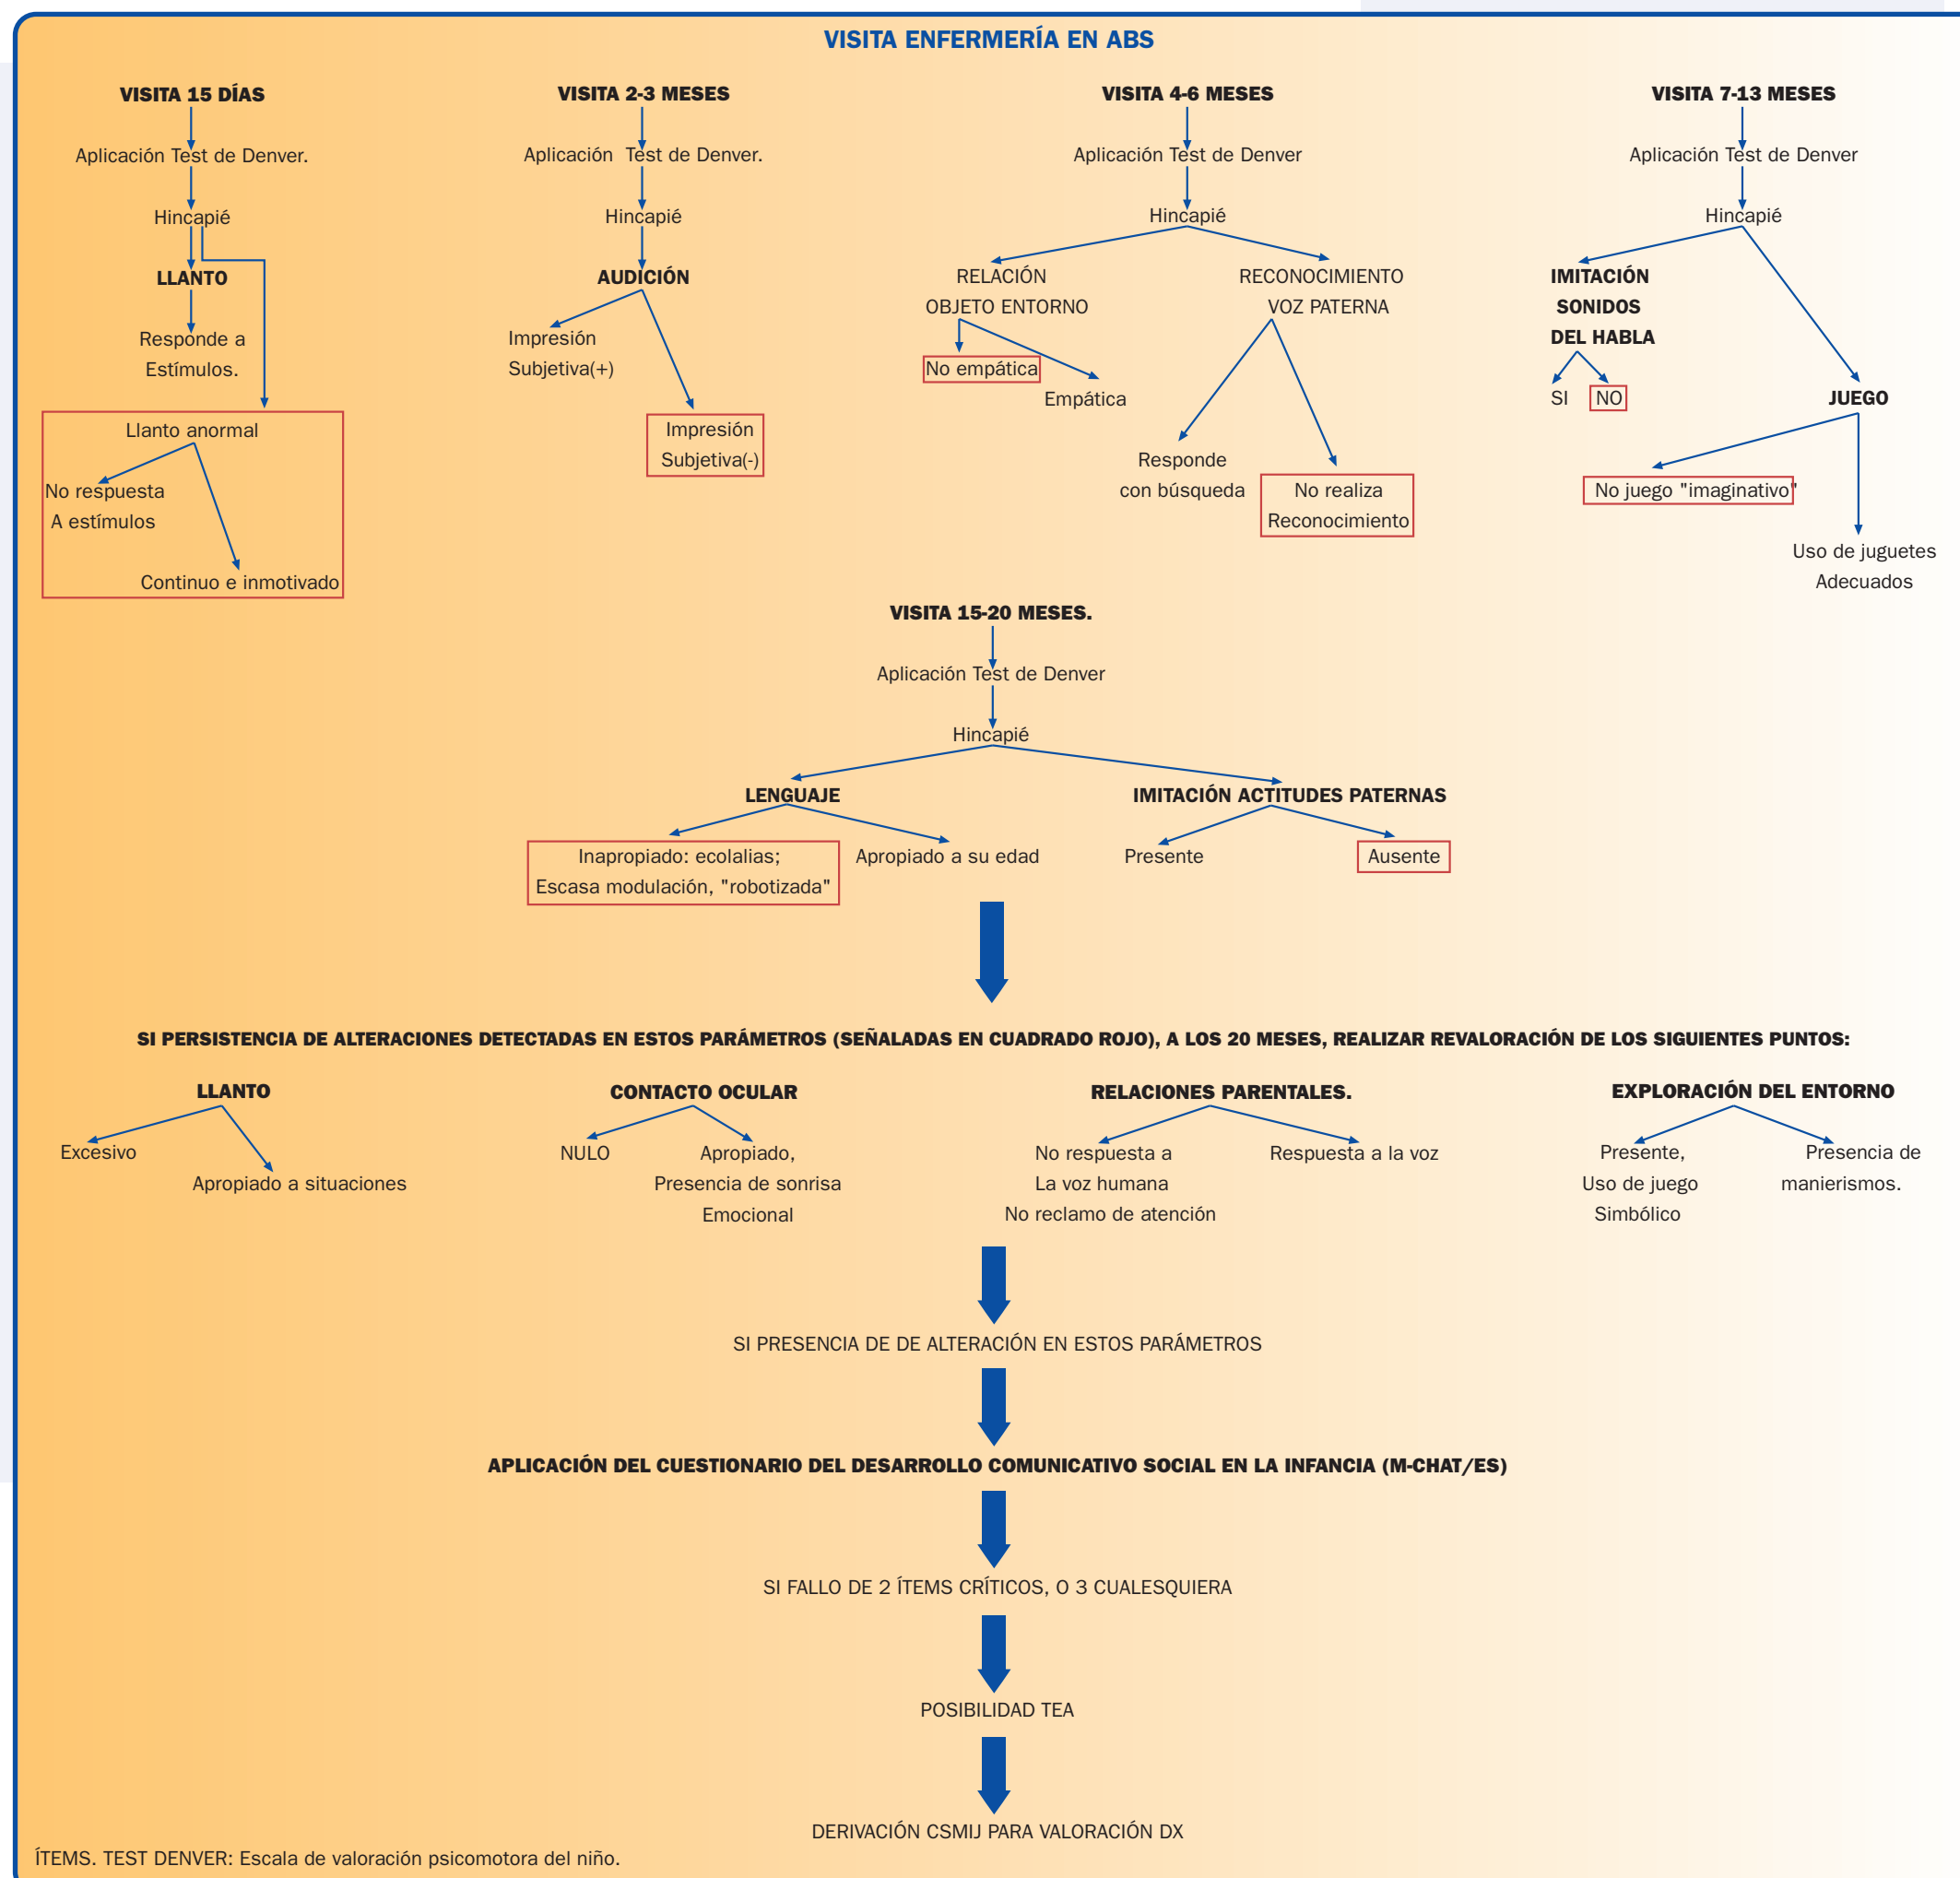 VISITA ENFERMERÍA EN ABS
VISITA 15 DÍAS
Aplicación Test de Denver.
Hincapié
LLANTO
Responde a
Estímulos.
Llanto anormal
No respuesta
A estímulos
Continuo e inmotivado
VISITA 2-3 MESES
Aplicación Test de Denver.
Hincapié
AUDICIÓN
Impresión
Subjetiva(+)
Impresión
Subjetiva(-)
VISITA 4-6 MESES
Aplicación Test de Denver
Hincapié
RELACIÓN
OBJETO ENTORNO
No empática
Empática
RECONOCIMIENTO
VOZ PATERNA
Responde
con búsqueda
No realiza
Reconocimiento
VISITA 7-13 MESES
Aplicación Test de Denver
Hincapié
IMITACIÓN
SONIDOS
DEL HABLA
SI
NO
JUEGO
No juego "imaginativo"
Uso de juguetes
Adecuados
VISITA 15-20 MESES.
Aplicación Test de Denver
Hincapié
LENGUAJE
Inapropiado: ecolalias;
Escasa modulación, "robotizada"
Apropiado a su edad
IMITACIÓN ACTITUDES PATERNAS
Presente
Ausente
SI PERSISTENCIA DE ALTERACIONES DETECTADAS EN ESTOS PARÁMETROS (SEÑALADAS EN CUADRADO ROJO), A LOS 20 MESES, REALIZAR REVALORACIÓN DE LOS SIGUIENTES PUNTOS:
LLANTO
Excesivo
Apropiado a situaciones
CONTACTO OCULAR
NULO
Apropiado,
Presencia de sonrisa
Emocional
RELACIONES PARENTALES.
No respuesta a
La voz humana
No reclamo de atención
Respuesta a la voz
EXPLORACIÓN DEL ENTORNO
Presente,
Uso de juego
Simbólico
Presencia de
manierismos.
SI PRESENCIA DE DE ALTERACIÓN EN ESTOS PARÁMETROS
APLICACIÓN DEL CUESTIONARIO DEL DESARROLLO COMUNICATIVO SOCIAL EN LA INFANCIA (M-CHAT/ES)
SI FALLO DE 2 ÍTEMS CRÍTICOS, O 3 CUALESQUIERA
POSIBILIDAD TEA
DERIVACIÓN CSMIJ PARA VALORACIÓN DX
ÍTEMS. TEST DENVER: Escala de valoración psicomotora del niño.